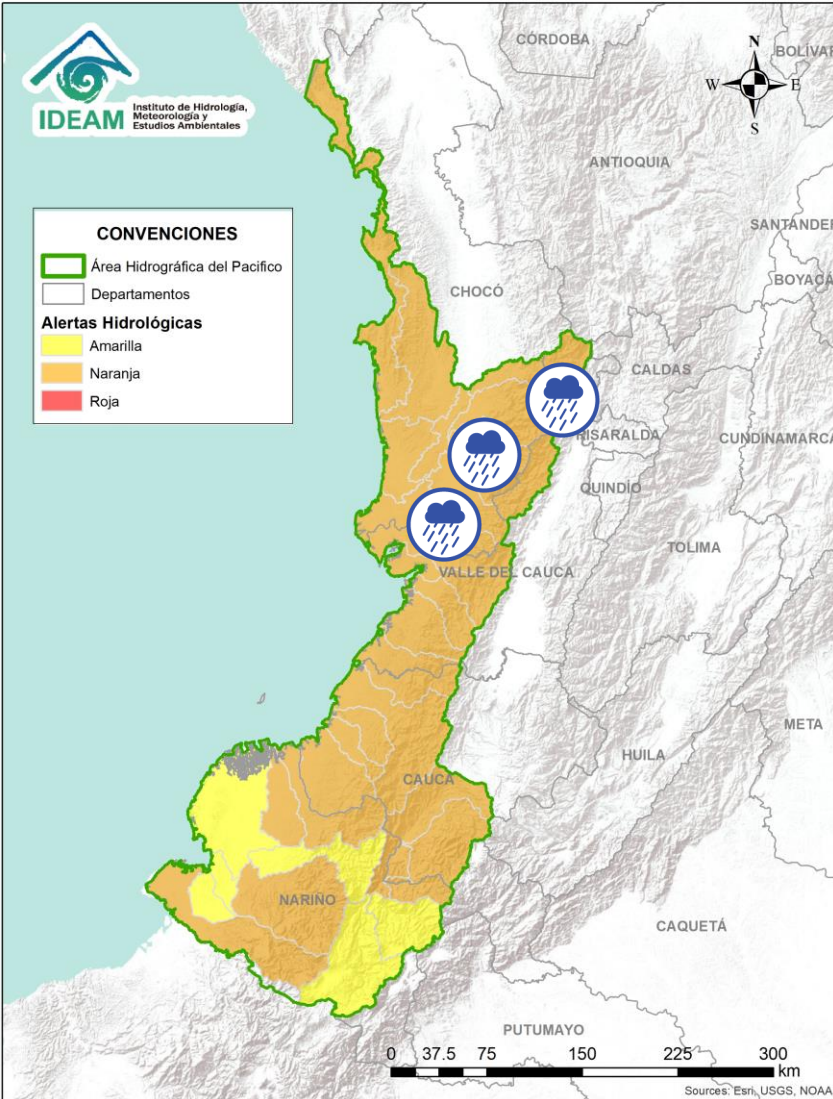 IDEAM
Instituto de Hidrología,
Meteorología y
Estudios Ambientales
N
W
E
S
CÓRDOBA
BOLÍVAR
ANTIOQUIA
SANTANDER
BOYACÁ
CHOCÓ
CALDAS
RISARALDA
CUNDINAMARCA
QUINDÍO
TOLIMA
VALLE DEL CAUCA
META
HUILA
CAUCA
NARIÑO
CAQUETÁ
PUTUMAYO
CONVENCIONES
Área Hidrográfica del Pacifico
Departamentos
Alertas Hidrológicas
Amarilla
Naranja
Roja
0 37.5 75 150 225 300
km
Sources: Esri, USGS, NOAA